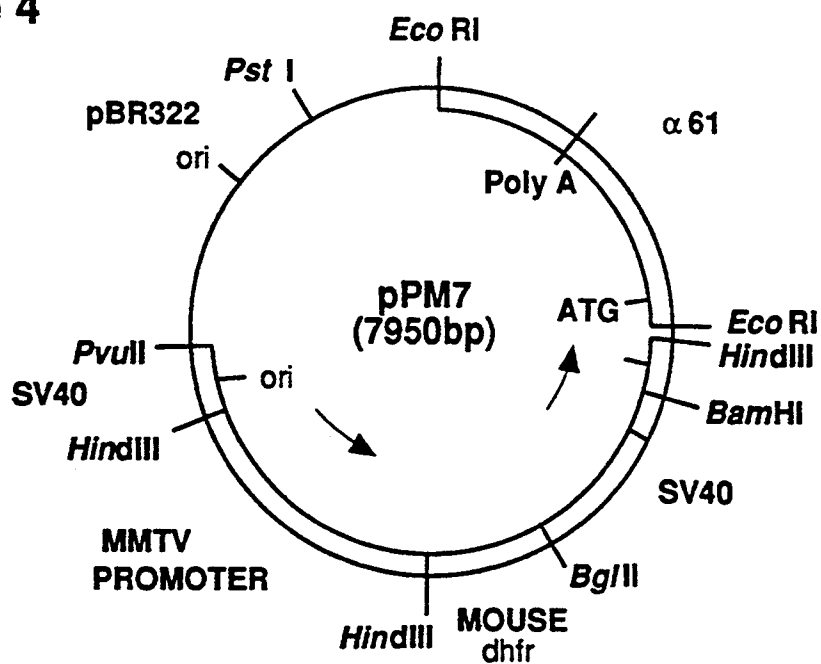 4
Eco RI
Pst I
pBR322
α 61
ori
Poly A
pPM7
(7950bp)
ATG
Eco RI
HindIII
PvuII
ori
SV40
BamHI
HindIII
SV40
MMTV
PROMOTER
BglII
HindIII
MOUSE
dhfr